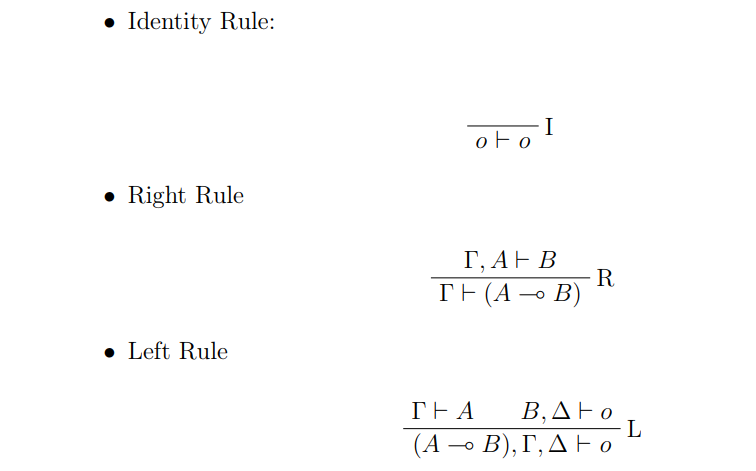 • Identity Rule:
I
o ⊢ o
• Right Rule
Γ, A ⊢ B
R
Γ ⊢ (A ⊸ B)
• Left Rule
Γ ⊢ A    B, Δ ⊢ o
L
(A ⊸ B), Γ, Δ ⊢ o